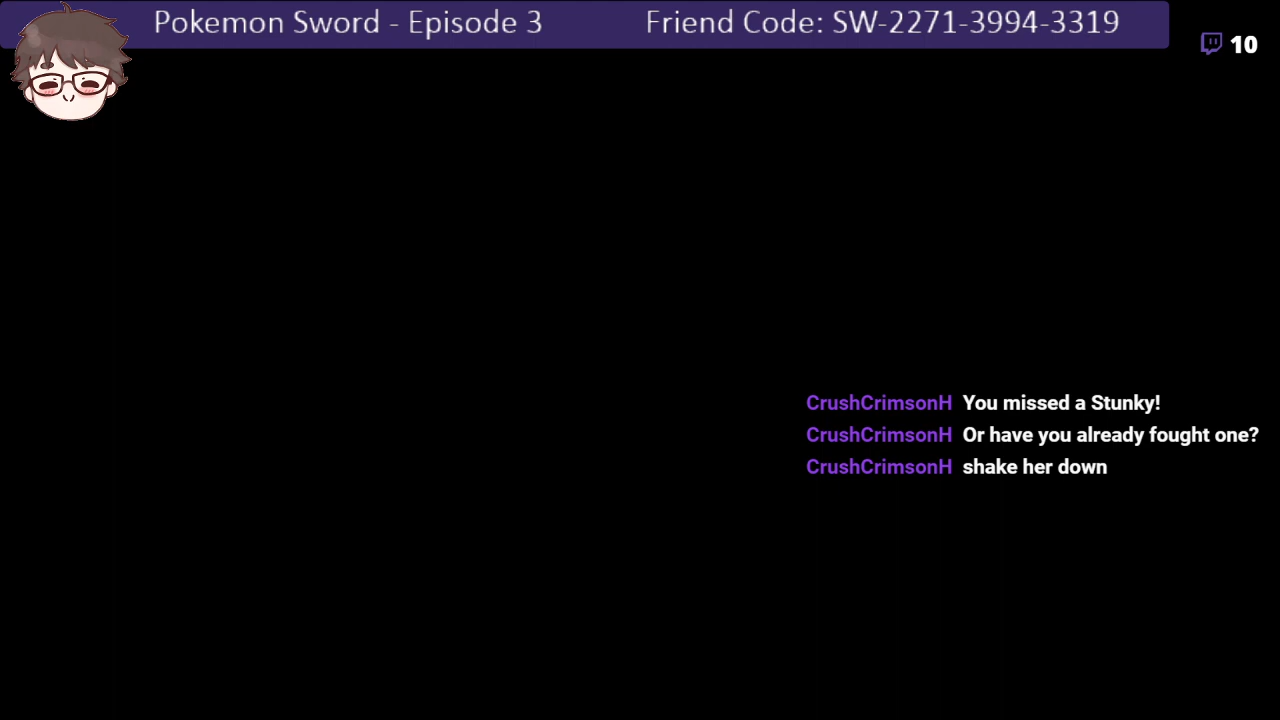 Pokemon Sword - Episode 3 Friend Code: SW-2271-3994-3319
10
CrushCrimsonH You missed a Stunky!
CrushCrimsonH Or have you already fought one?
CrushCrimsonH shake her down